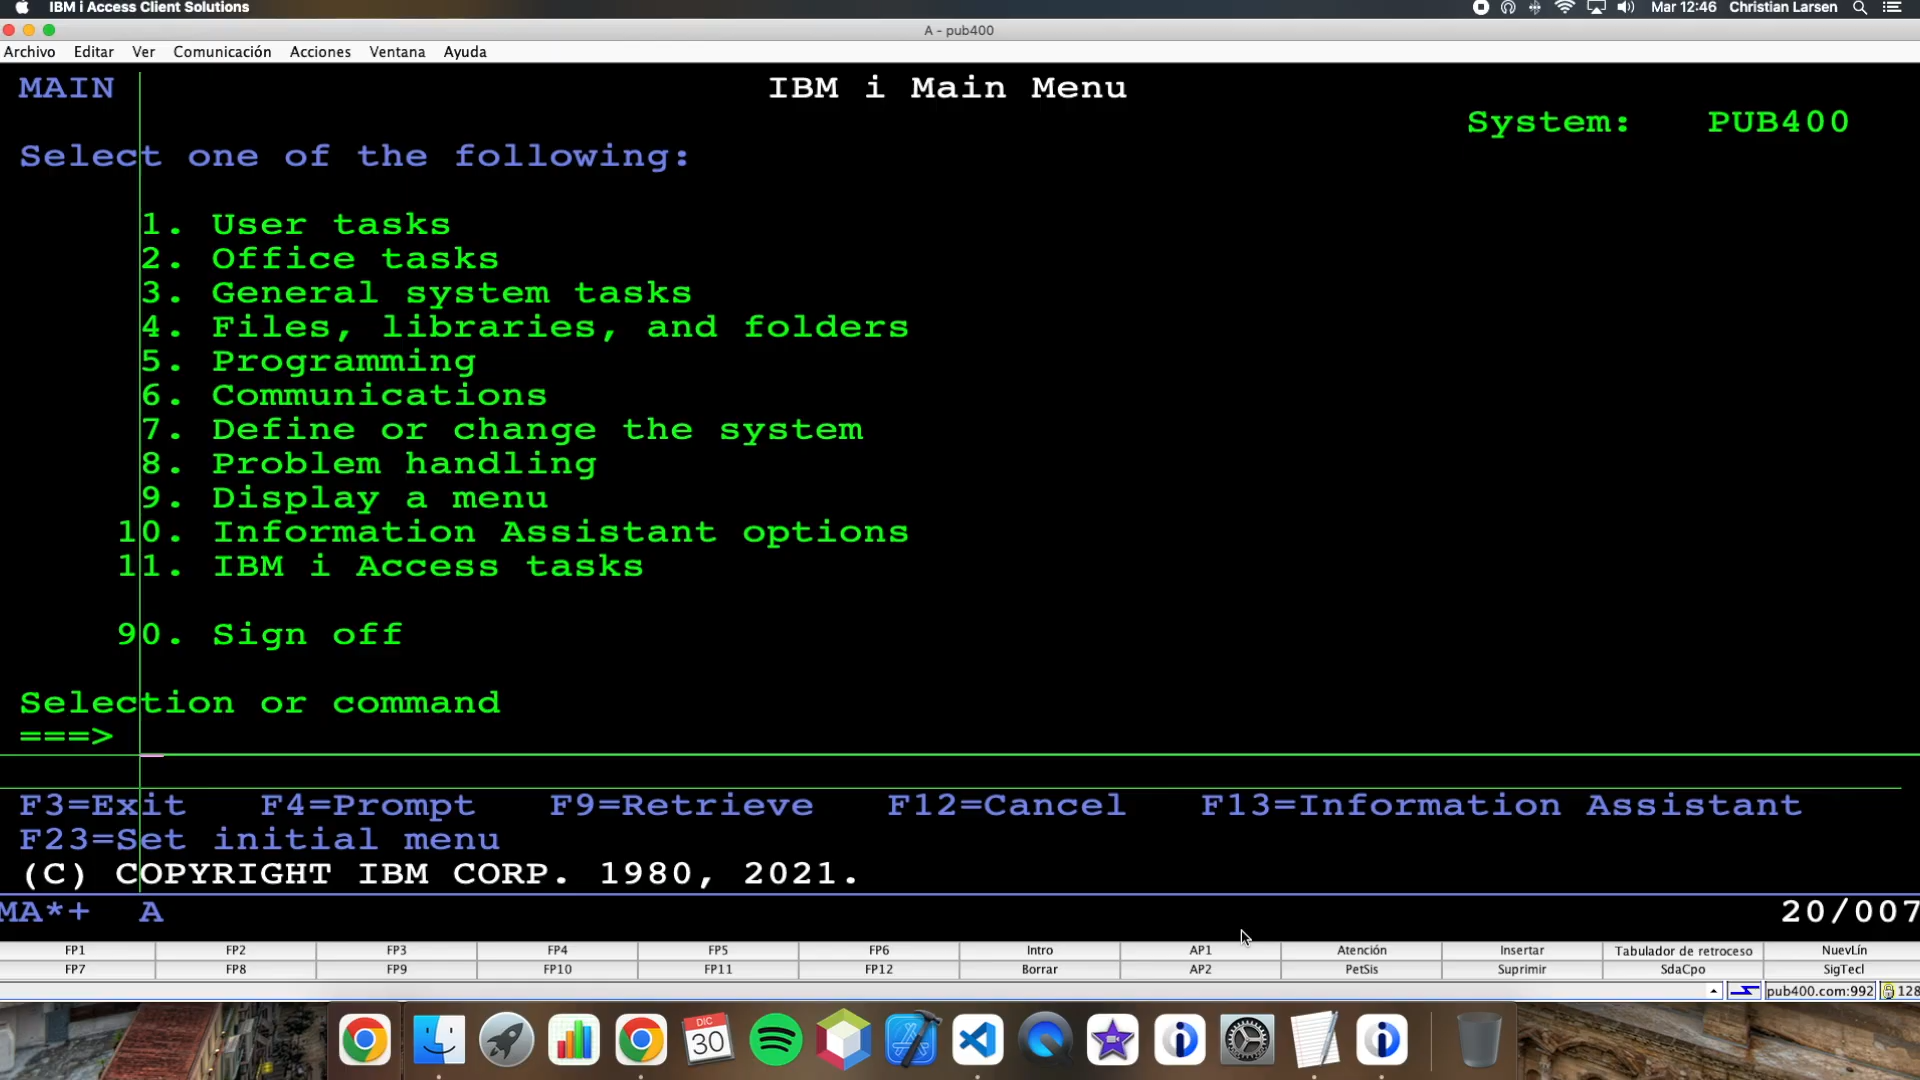 IBM i Access Client Solutions Mar 12:46 Christian Larsen
A - pub400
Archivo Editar Ver Comunicación Acciones Ventana Ayuda
MAIN IBM i Main Menu
System: PUB400
Select one of the following:
1. User tasks
2. Office tasks
3. General system tasks
4. Files, libraries, and folders
5. Programming
6. Communications
7. Define or change the system
8. Problem handling
9. Display a menu
10. Information Assistant options
11. IBM i Access tasks
90. Sign off
Selection or command
===>
F3=Exit F4=Prompt F9=Retrieve F12=Cancel F13=Information Assistant
F23=Set initial menu
(C) COPYRIGHT IBM CORP. 1980, 2021.
MA*+ A 20/007
FP1 FP2 FP3 FP4 FP5 FP6 Intro AP1 Atención Insertar Tabulador de retroceso NuevLín
FP7 FP8 FP9 FP10 FP11 FP12 Borrar AP2 PetSis Suprimir SdaCpo SigTecl
pub400.com:992 128
DIC
30